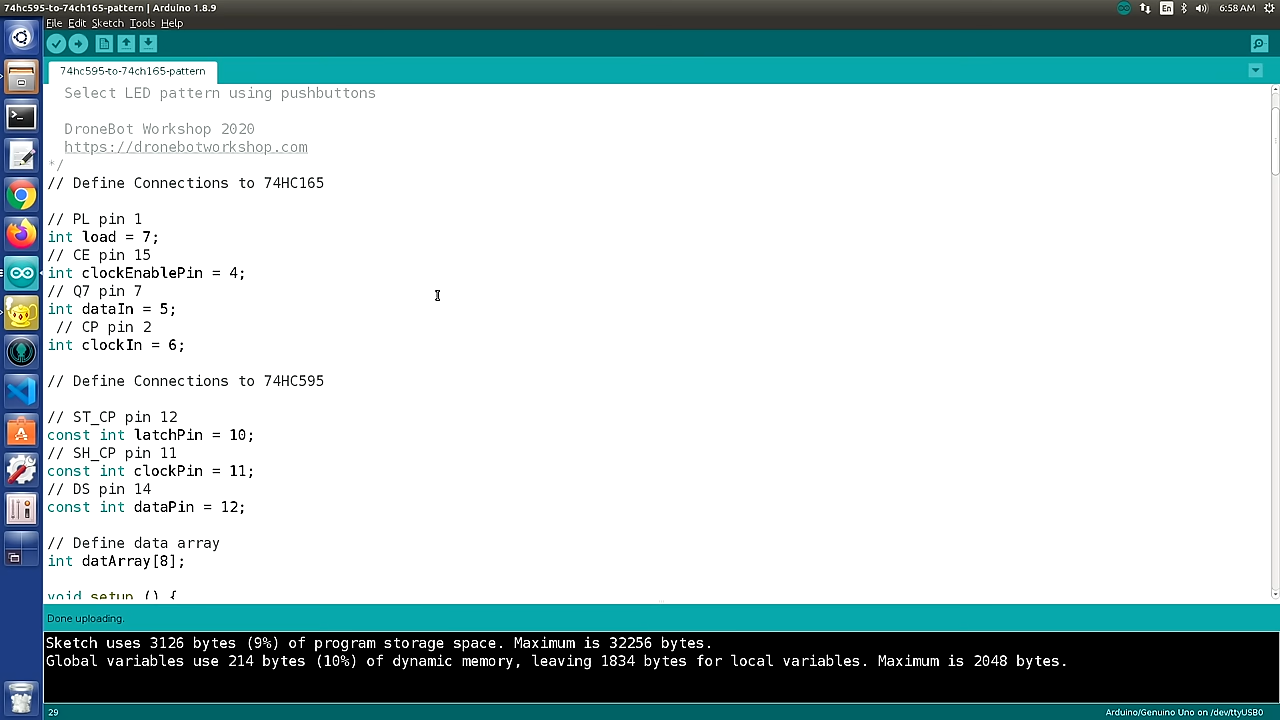 74hc595-to-74ch165-pattern | Arduino 1.8.9
En
6:58 AM
File Edit Sketch Tools Help
74hc595-to-74ch165-pattern
Select LED pattern using pushbuttons
DroneBot Workshop 2020
https://dronebotworkshop.com
*/
// Define Connections to 74HC165
// PL pin 1
int load = 7;
// CE pin 15
int clockEnablePin = 4;
// Q7 pin 7
int dataIn = 5;
// CP pin 2
int clockIn = 6;
// Define Connections to 74HC595
// ST_CP pin 12
const int latchPin = 10;
// SH_CP pin 11
const int clockPin = 11;
// DS pin 14
const int dataPin = 12;
// Define data array
int datArray[8];
void setup () {
Done uploading.
Sketch uses 3126 bytes (9%) of program storage space. Maximum is 32256 bytes.
Global variables use 214 bytes (10%) of dynamic memory, leaving 1834 bytes for local variables. Maximum is 2048 bytes.
29
Arduino/Genuino Uno on /dev/ttyUSB0